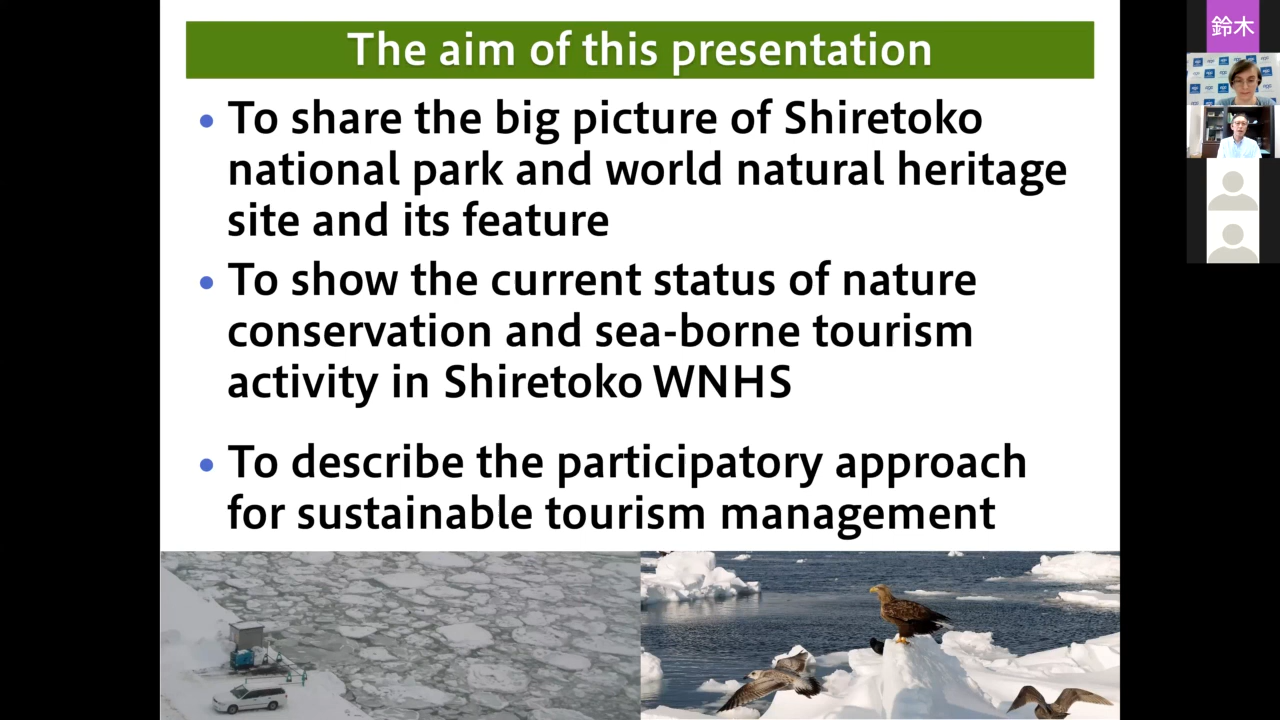 The aim of this presentation
鈴木
• To share the big picture of Shiretoko
national park and world natural heritage
site and its feature
• To show the current status of nature
conservation and sea-borne tourism
activity in Shiretoko WNHS
• To describe the participatory approach
for sustainable tourism management